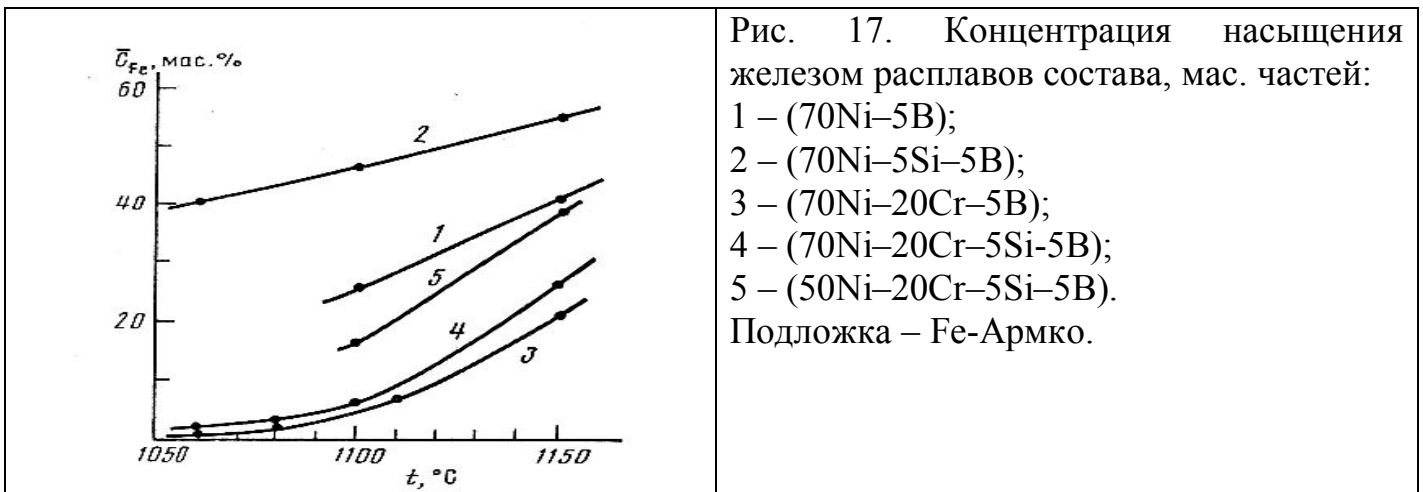 C̅Fe, мас.%
60
40
20
1050
1100
1150
t, °C
2
1
5
4
3
Рис. 17. Концентрация насыщения
железом расплавов состава, мас. частей:
1 – (70Ni–5B);
2 – (70Ni–5Si–5B);
3 – (70Ni–20Cr–5B);
4 – (70Ni–20Cr–5Si-5B);
5 – (50Ni–20Cr–5Si–5B).
Подложка – Fe-Армко.